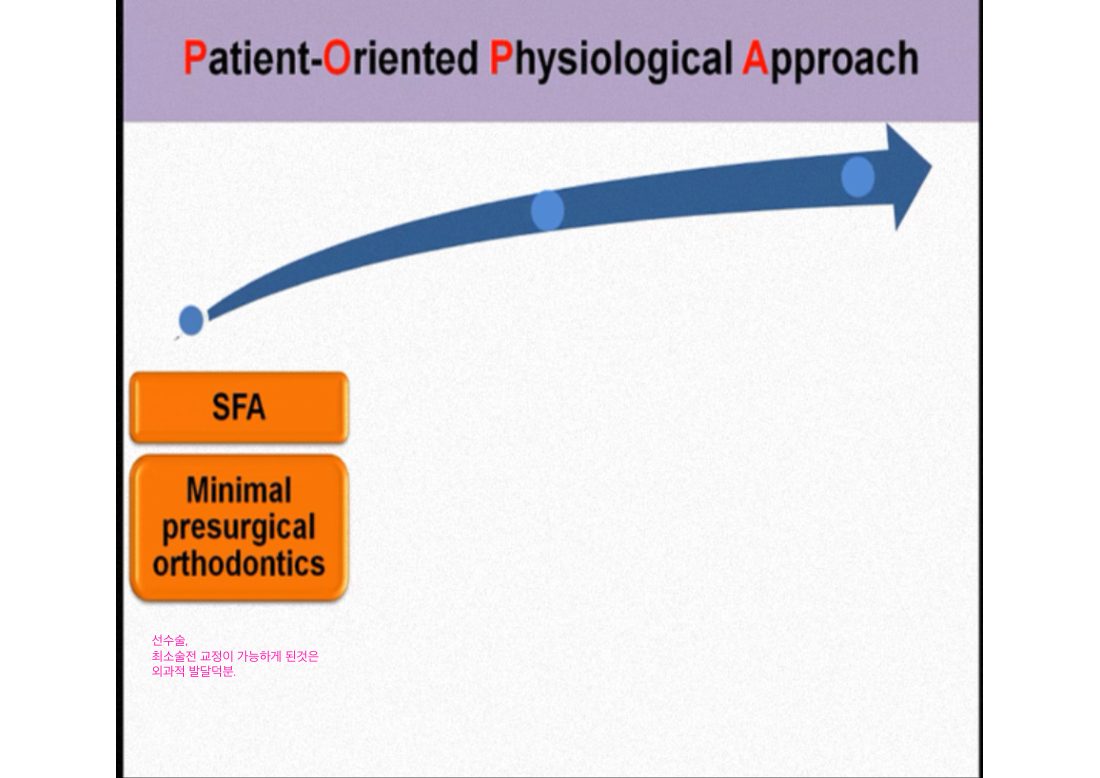 Patient-Oriented Physiological Approach
SFA
Minimal
presurgical
orthodontics
선수술,
최소술전 교정이 가능하게 된것은
외과적 발달덕분.